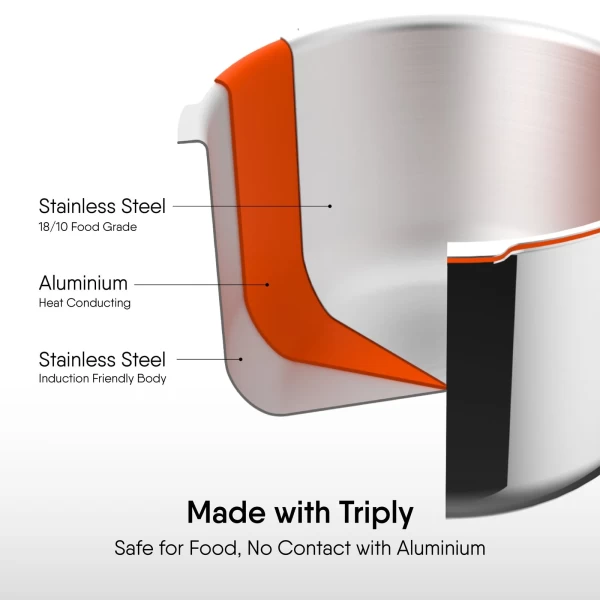 Stainless Steel
18/10 Food Grade
Aluminium
Heat Conducting
Stainless Steel
Induction Friendly Body
Made with Triply
Safe for Food, No Contact with Aluminium